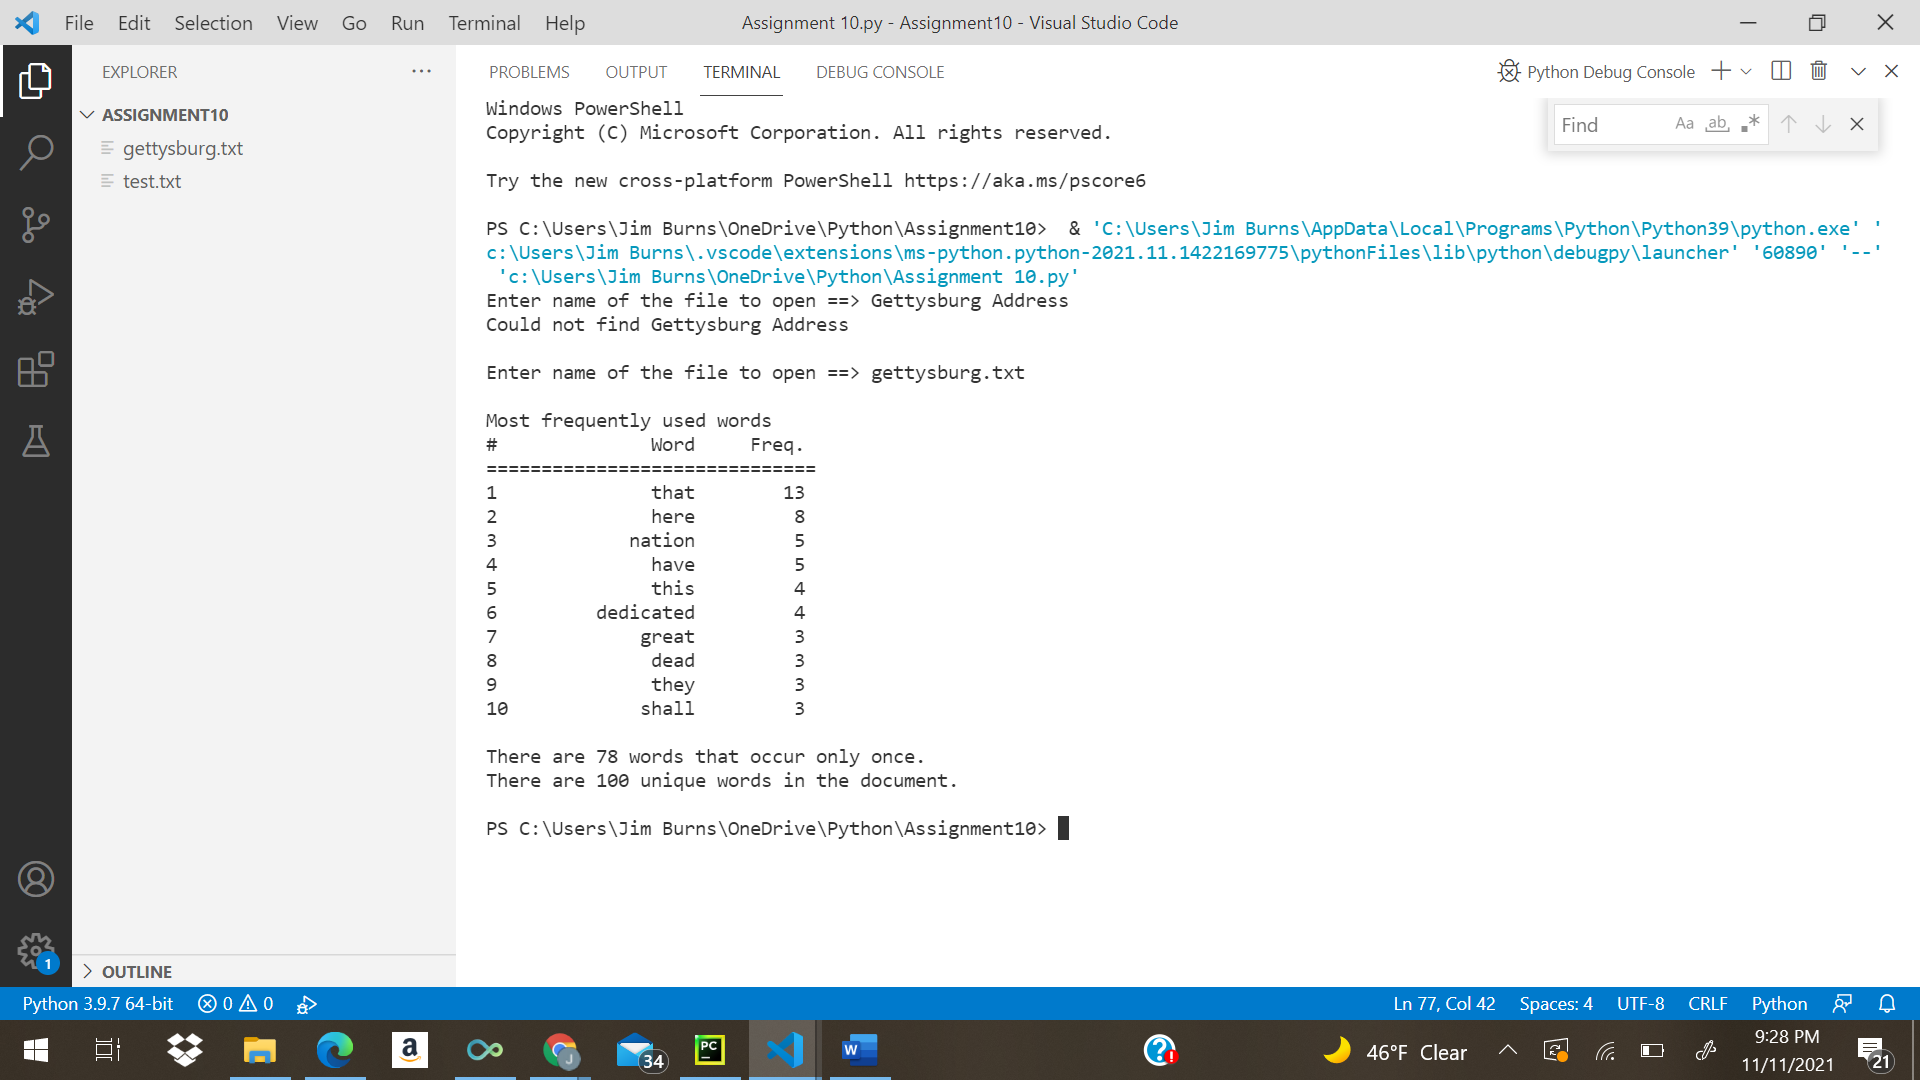 File Edit Selection View Go Run Terminal Help
Assignment 10.py - Assignment10 - Visual Studio Code
EXPLORER
ASSIGNMENT10
gettysburg.txt
test.txt
OUTLINE
PROBLEMS OUTPUT TERMINAL DEBUG CONSOLE
Python Debug Console
Find Aa ab
Windows PowerShell
Copyright (C) Microsoft Corporation. All rights reserved.
Try the new cross-platform PowerShell https://aka.ms/pscore6
PS C:\Users\Jim Burns\OneDrive\Python\Assignment10>  & 'C:\Users\Jim Burns\AppData\Local\Programs\Python\Python39\python.exe' '
c:\Users\Jim Burns\.vscode\extensions\ms-python.python-2021.11.1422169775\pythonFiles\lib\python\debugpy\launcher' '60890' '--'
'c:\Users\Jim Burns\OneDrive\Python\Assignment 10.py'
Enter name of the file to open ==> Gettysburg Address
Could not find Gettysburg Address
Enter name of the file to open ==> gettysburg.txt
Most frequently used words
# Word Freq.
==============================
1 that 13
2 here 8
3 nation 5
4 have 5
5 this 4
6 dedicated 4
7 great 3
8 dead 3
9 they 3
10 shall 3
There are 78 words that occur only once.
There are 100 unique words in the document.
PS C:\Users\Jim Burns\OneDrive\Python\Assignment10>
1
Python 3.9.7 64-bit 0 0
Ln 77, Col 42 Spaces: 4 UTF-8 CRLF Python
a J 34 PC W
46°F Clear
9:28 PM
11/11/2021
21